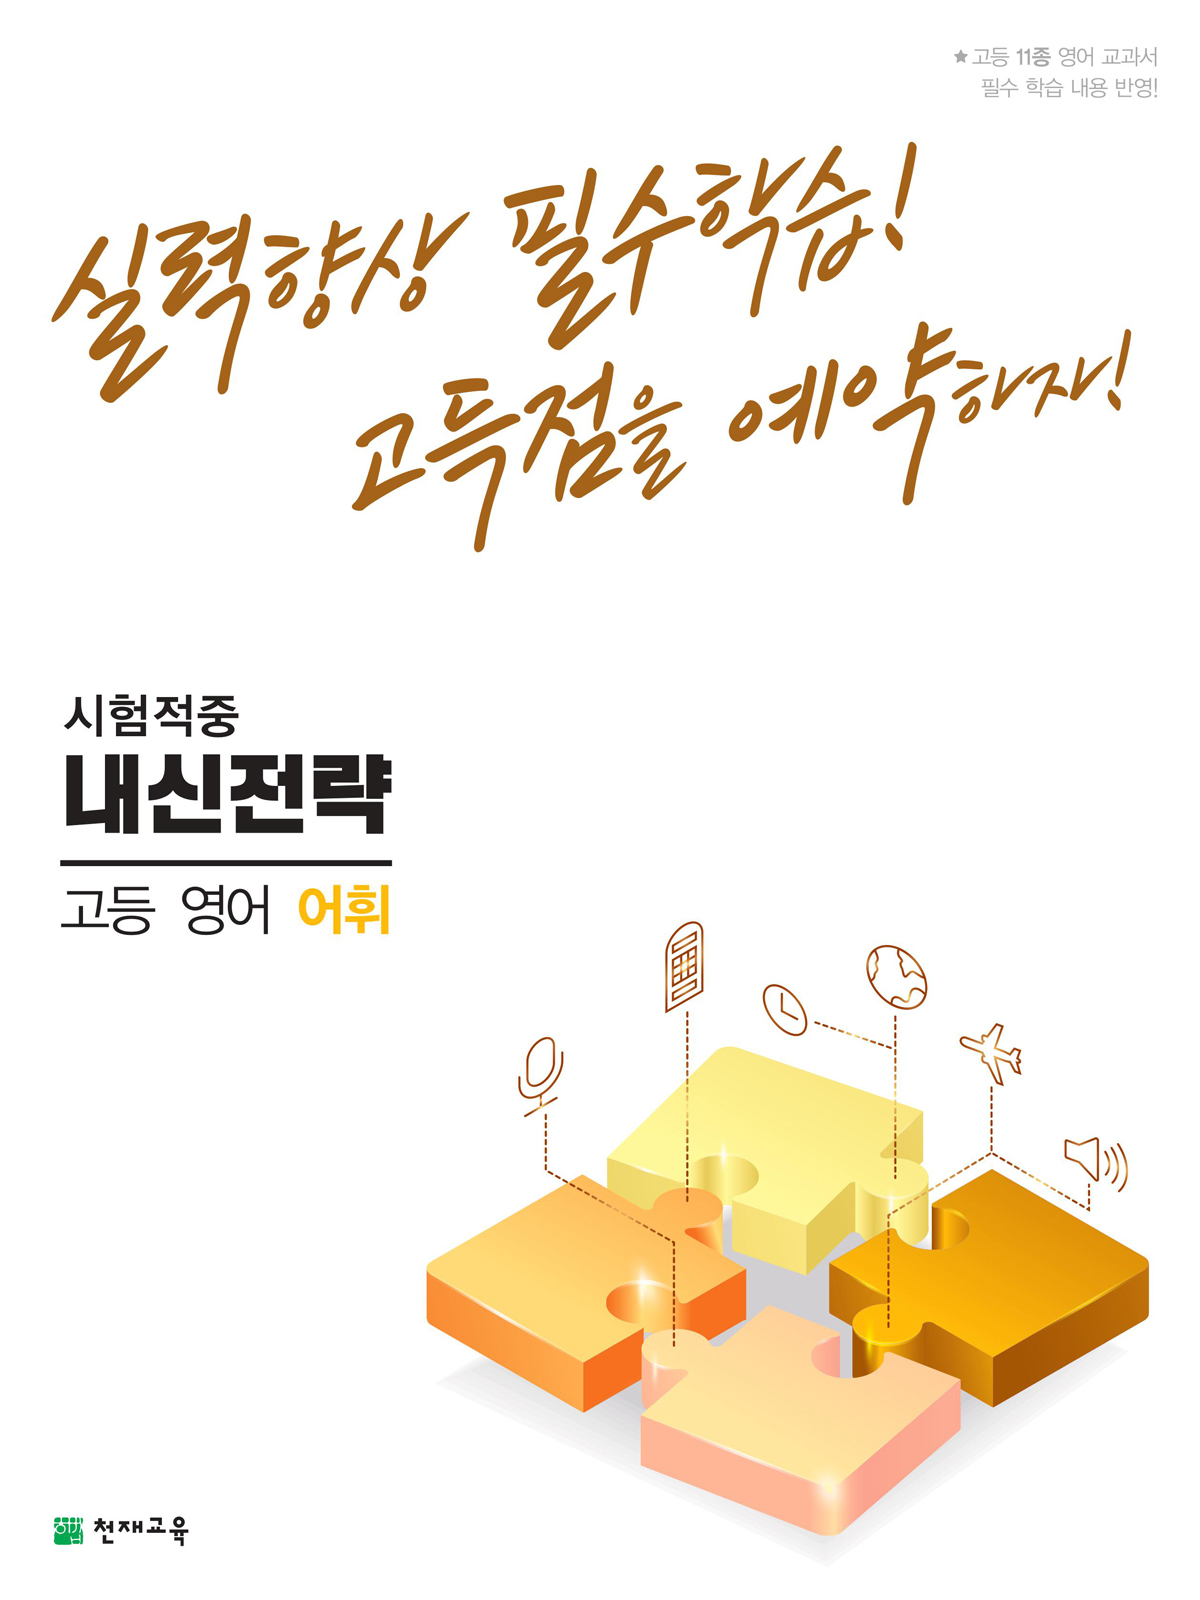 ★ 고등 11종 영어 교과서
필수 학습 내용 반영!
실력향상 필수학습!
고득점을 예약하자!
시험적중
내신전략
고등 영어 어휘
천재교육